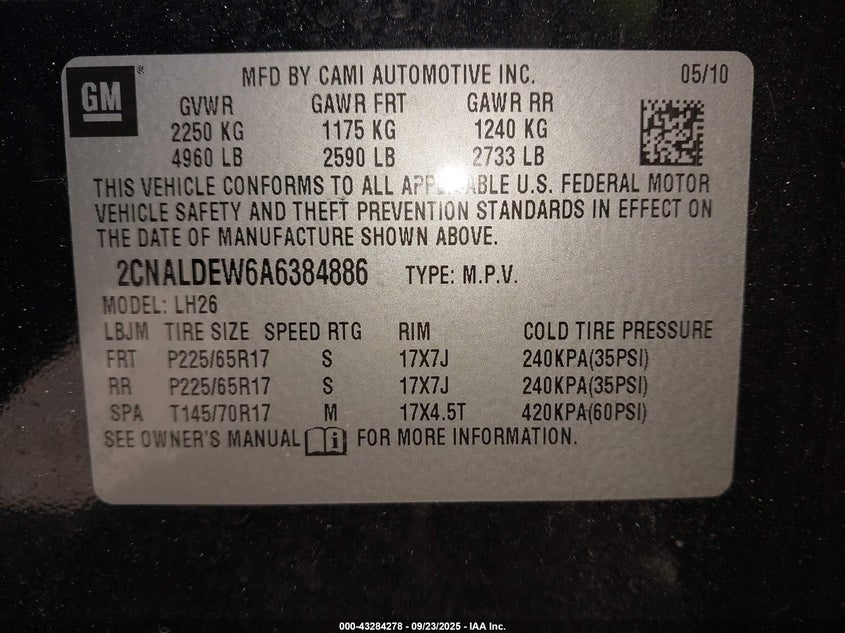 GM ®
MFD BY CAMI AUTOMOTIVE INC. 05/10
GVWR GAWR FRT GAWR RR
2250 KG 1175 KG 1240 KG
4960 LB 2590 LB 2733 LB
THIS VEHICLE CONFORMS TO ALL APPLICABLE U.S. FEDERAL MOTOR
VEHICLE SAFETY AND THEFT PREVENTION STANDARDS IN EFFECT ON
THE DATE OF MANUFACTURE SHOWN ABOVE.
2CNALDEW6A6384886 TYPE: M.P.V.
MODEL: LH26
LBJM TIRE SIZE SPEED RTG RIM COLD TIRE PRESSURE
FRT P225/65R17 S 17X7J 240KPA(35PSI)
RR P225/65R17 S 17X7J 240KPA(35PSI)
SPA T145/70R17 M 17X4.5T 420KPA(60PSI)
SEE OWNER'S MANUAL i FOR MORE INFORMATION.
000-43284278 - 09/23/2025 - IAA Inc.